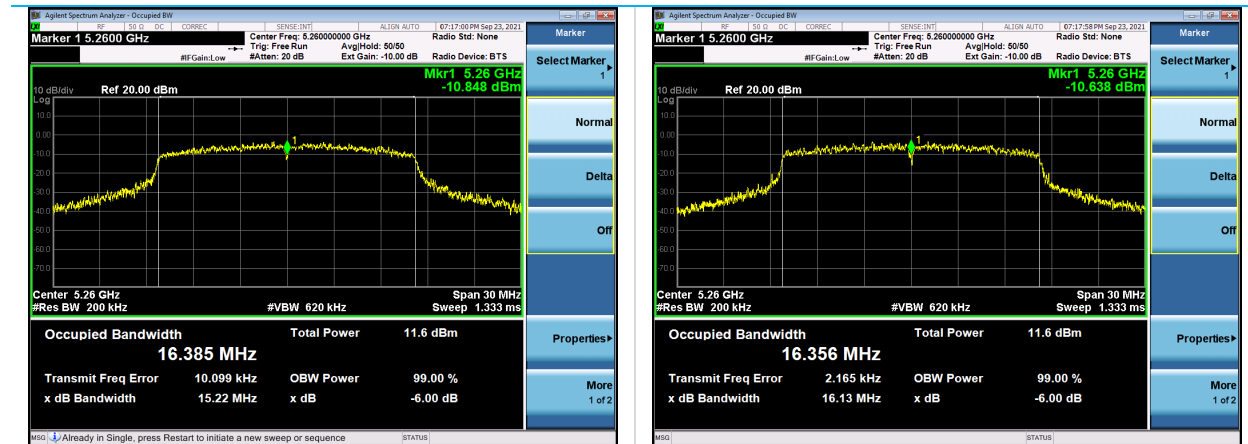 Agilent Spectrum Analyzer - Occupied BW
RF 50 Ω DC CORREC SENSE:INT ALIGN AUTO 07:17:00 PM Sep 23, 2021
Marker 1 5.2600 GHz
Center Freq: 5.260000000 GHz Radio Std: None
Trig: Free Run Avg|Hold: 50/50
#IFGain:Low #Atten: 20 dB Ext Gain: -10.00 dB Radio Device: BTS
Mkr1 5.26 GHz
-10.848 dBm
10 dB/div Ref 20.00 dBm
Log
10.0
0.00
-10.0
-20.0
-30.0
-40.0
-50.0
-60.0
-70.0
1
Center 5.26 GHz Span 30 MHz
#Res BW 200 kHz #VBW 620 kHz Sweep 1.333 ms
Occupied Bandwidth Total Power 11.6 dBm
16.385 MHz
Transmit Freq Error 10.099 kHz OBW Power 99.00 %
x dB Bandwidth 15.22 MHz x dB -6.00 dB
MSG Already in Single, press Restart to initiate a new sweep or sequence STATUS
Marker
Select Marker
1
Normal
Delta
Off
Properties
More
1 of 2
Agilent Spectrum Analyzer - Occupied BW
RF 50 Ω DC CORREC SENSE:INT ALIGN AUTO 07:17:58 PM Sep 23, 2021
Marker 1 5.2600 GHz
Center Freq: 5.260000000 GHz Radio Std: None
Trig: Free Run Avg|Hold: 50/50
#IFGain:Low #Atten: 20 dB Ext Gain: -10.00 dB Radio Device: BTS
Mkr1 5.26 GHz
-10.638 dBm
10 dB/div Ref 20.00 dBm
Log
10.0
0.00
-10.0
-20.0
-30.0
-40.0
-50.0
-60.0
-70.0
1
Center 5.26 GHz Span 30 MHz
#Res BW 200 kHz #VBW 620 kHz Sweep 1.333 ms
Occupied Bandwidth Total Power 11.6 dBm
16.356 MHz
Transmit Freq Error 2.165 kHz OBW Power 99.00 %
x dB Bandwidth 16.13 MHz x dB -6.00 dB
MSG STATUS
Marker
Select Marker
1
Normal
Delta
Off
Properties
More
1 of 2